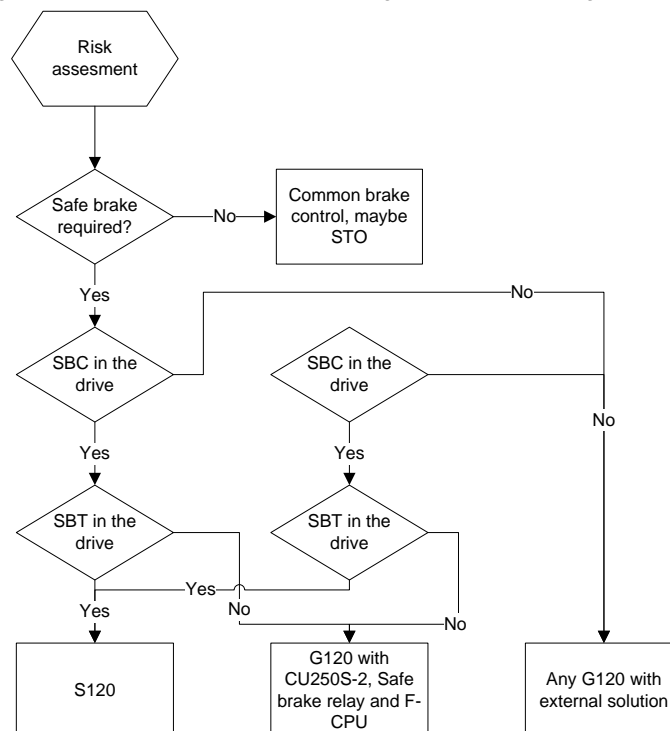 Risk
assesment
Safe brake
required?
No
Common brake
control, maybe
STO
Yes
No
SBC in the
drive
SBC in the
drive
No
Yes
Yes
SBT in the
drive
SBT in the
drive
Yes
Yes
No
No
S120
G120 with
CU250S-2, Safe
brake relay and F-
CPU
Any G120 with
external solution